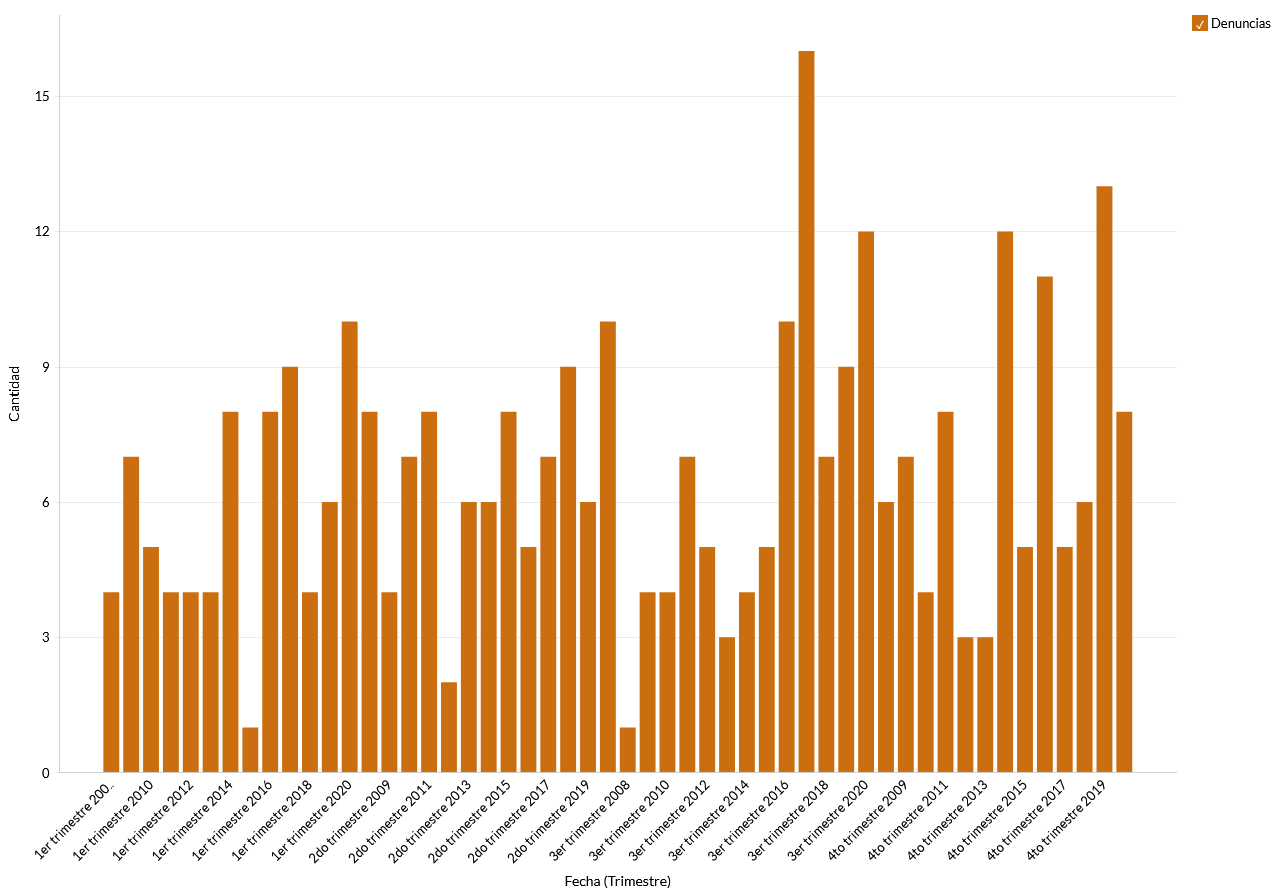 Denuncias
Cantidad
15
12
9
6
3
0
1er trimestre 200..
1er trimestre 2010
1er trimestre 2012
1er trimestre 2014
1er trimestre 2016
1er trimestre 2018
1er trimestre 2020
2do trimestre 2009
2do trimestre 2011
2do trimestre 2013
2do trimestre 2015
2do trimestre 2017
2do trimestre 2019
3er trimestre 2008
3er trimestre 2010
3er trimestre 2012
3er trimestre 2014
3er trimestre 2016
3er trimestre 2018
3er trimestre 2020
4to trimestre 2009
4to trimestre 2011
4to trimestre 2013
4to trimestre 2015
4to trimestre 2017
4to trimestre 2019
Fecha (Trimestre)